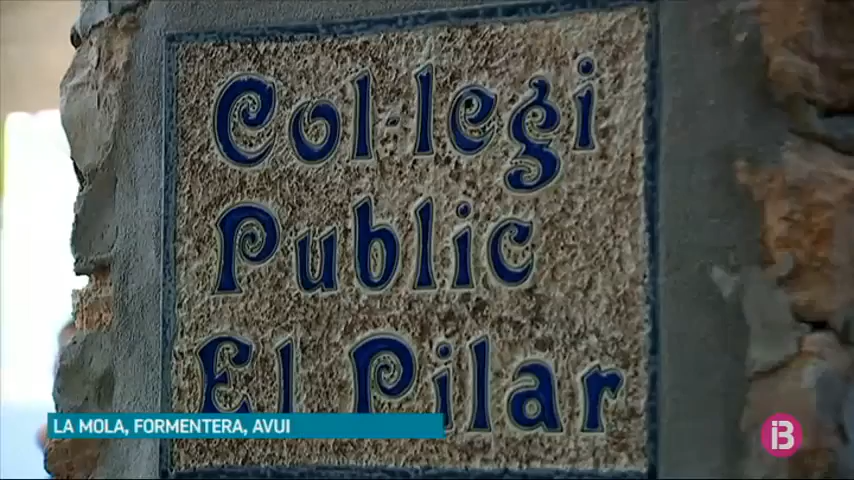 Col·legi
Public
El Pilar
LA MOLA, FORMENTERA, AVUI
IB